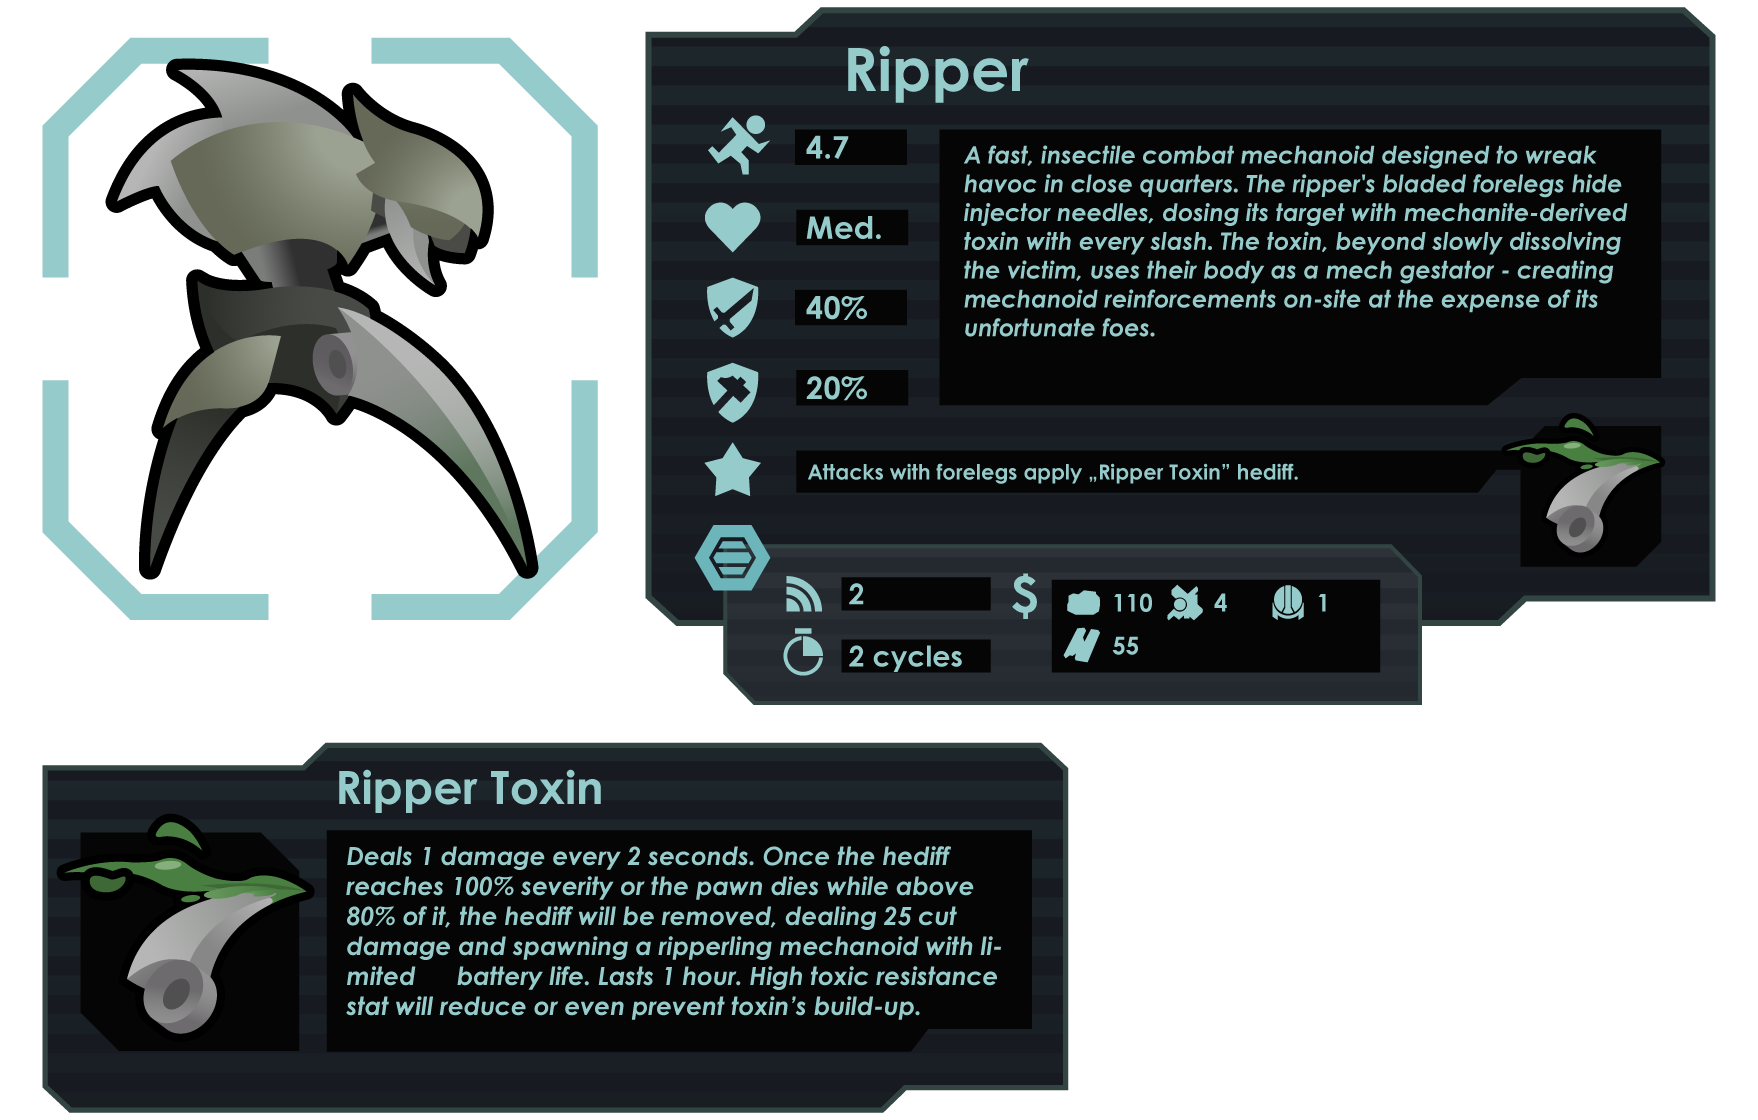 Ripper
4.7
A fast, insectile combat mechanoid designed to wreak
havoc in close quarters. The ripper's bladed forelegs hide
injector needles, dosing its target with mechanite-derived
toxin with every slash. The toxin, beyond slowly dissolving
the victim, uses their body as a mech gestator - creating
mechanoid reinforcements on-site at the expense of its
unfortunate foes.
Med.
40%
20%
Attacks with forelegs apply „Ripper Toxin” hediff.
2
$
110
4
1
55
2 cycles
Ripper Toxin
Deals 1 damage every 2 seconds. Once the hediff
reaches 100% severity or the pawn dies while above
80% of it, the hediff will be removed, dealing 25 cut
damage and spawning a ripperling mechanoid with li-
mited battery life. Lasts 1 hour. High toxic resistance
stat will reduce or even prevent toxin’s build-up.